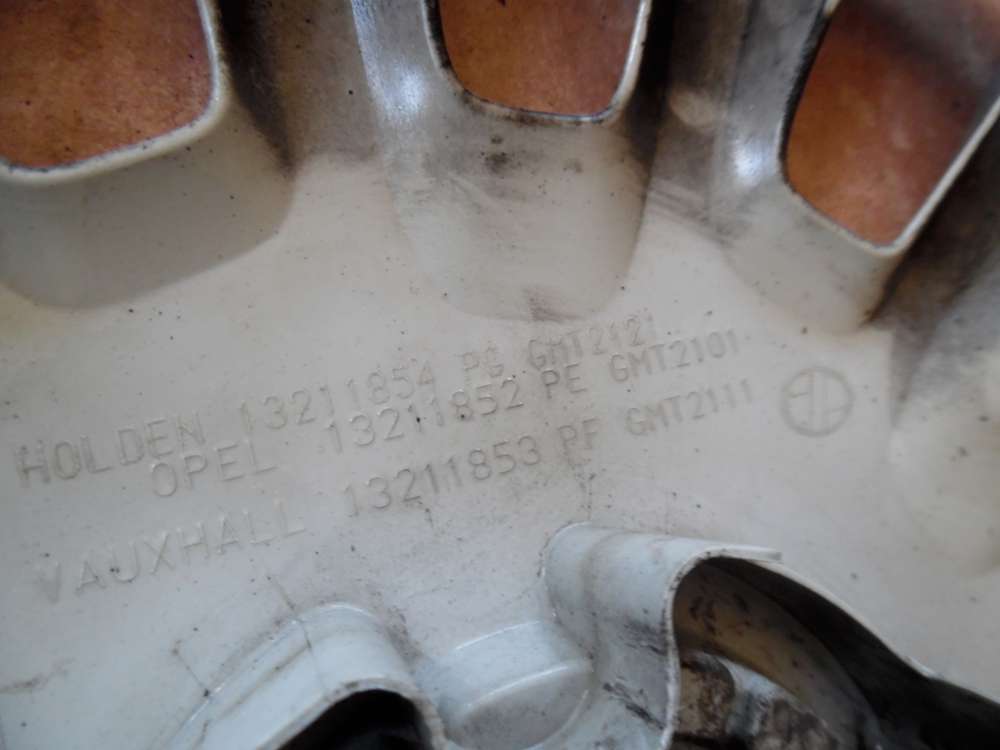 HOLDEN 13211854 PG GMT2121
OPEL 13211852 PE GMT2101
VAUXHALL 13211853 PF GMT2111